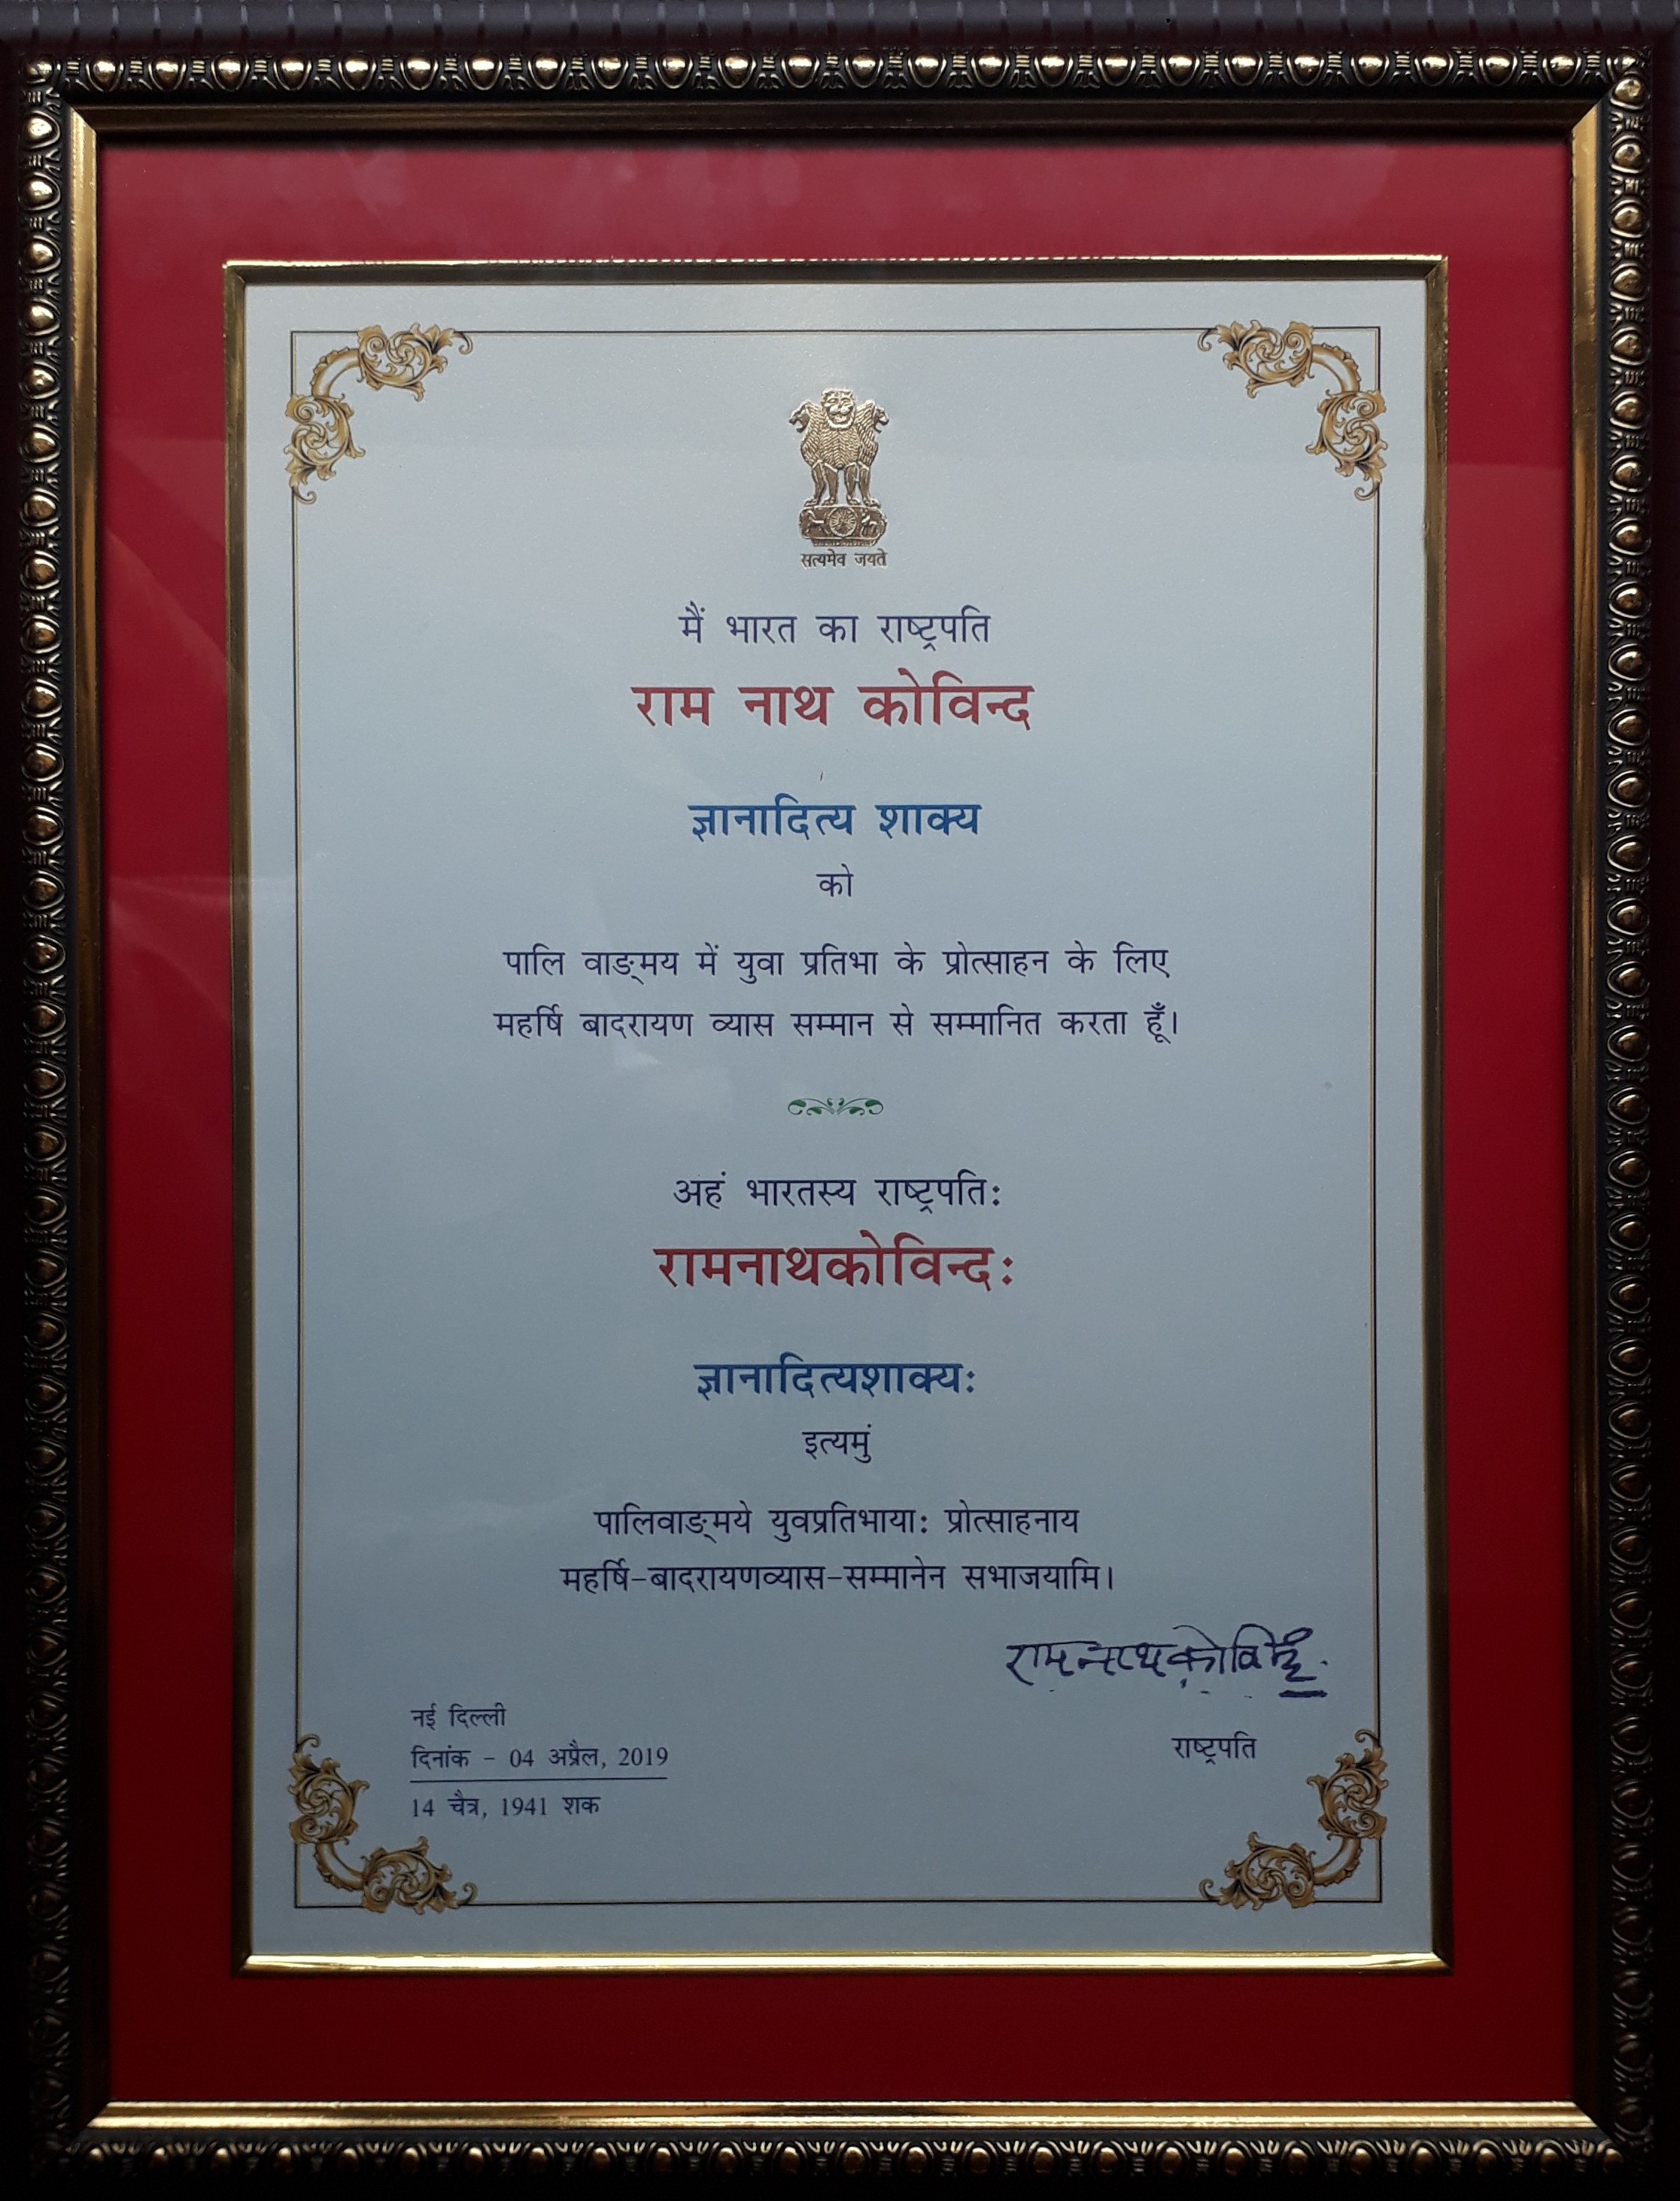 सत्यमेव जयते
मैं भारत का राष्ट्रपति
राम नाथ कोविन्द
ज्ञानादित्य शाक्य
को
पालि वाङ्मय में युवा प्रतिभा के प्रोत्साहन के लिए
महर्षि बादरायण व्यास सम्मान से सम्मानित करता हूँ।
अहं भारतस्य राष्ट्रपतिः
रामनाथकोविन्दः
ज्ञानादित्यशाक्यः
इत्यमुं
पालिवाङ्मये युवप्रतिभायाः प्रोत्साहनाय
महर्षि-बादरायणव्यास-सम्मानेन सभाजयामि।
रामनाथ कोविन्द
नई दिल्ली
दिनांक - 04 अप्रैल, 2019
14 चैत्र, 1941 शक
राष्ट्रपति